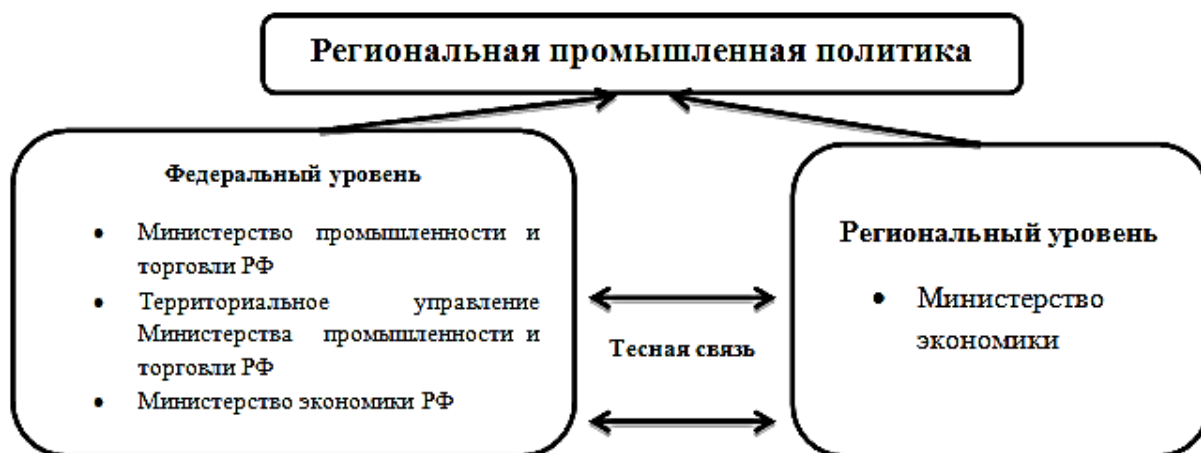 Региональная промышленная политика
Федеральный уровень
• Министерство промышленности и
торговли РФ
• Территориальное управление
Министерства промышленности и
торговли РФ
• Министерство экономики РФ
Тесная связь
Региональный уровень
• Министерство
экономики